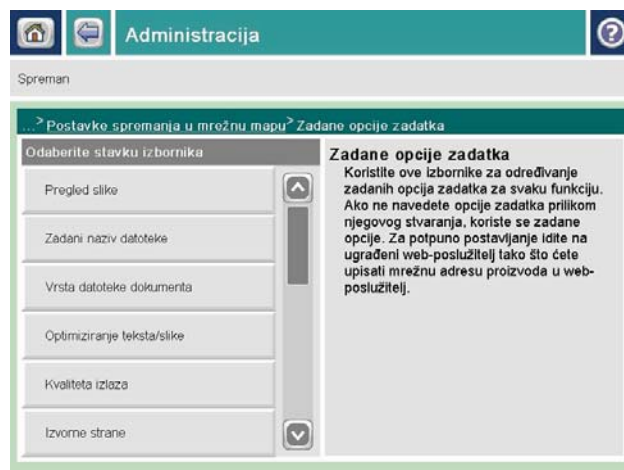 Administracija
?
Spreman
...> Postavke spremanja u mrežnu mapu> Zadane opcije zadatka
Odaberite stavku izbornika
Pregled slike
Zadani naziv datoteke
Vrsta datoteke dokumenta
Optimiziranje teksta/slike
Kvaliteta izlaza
Izvorne strane
Zadane opcije zadatka
Koristite ove izbornike za određivanje
zadanih opcija zadatka za svaku funkciju.
Ako ne navedete opcije zadatka prilikom
njegovog stvaranja, koriste se zadane
opcije. Za potpuno postavljanje idite na
ugrađeni web-poslužitelj tako što ćete
upisati mrežnu adresu proizvoda u web-
poslužitelj.